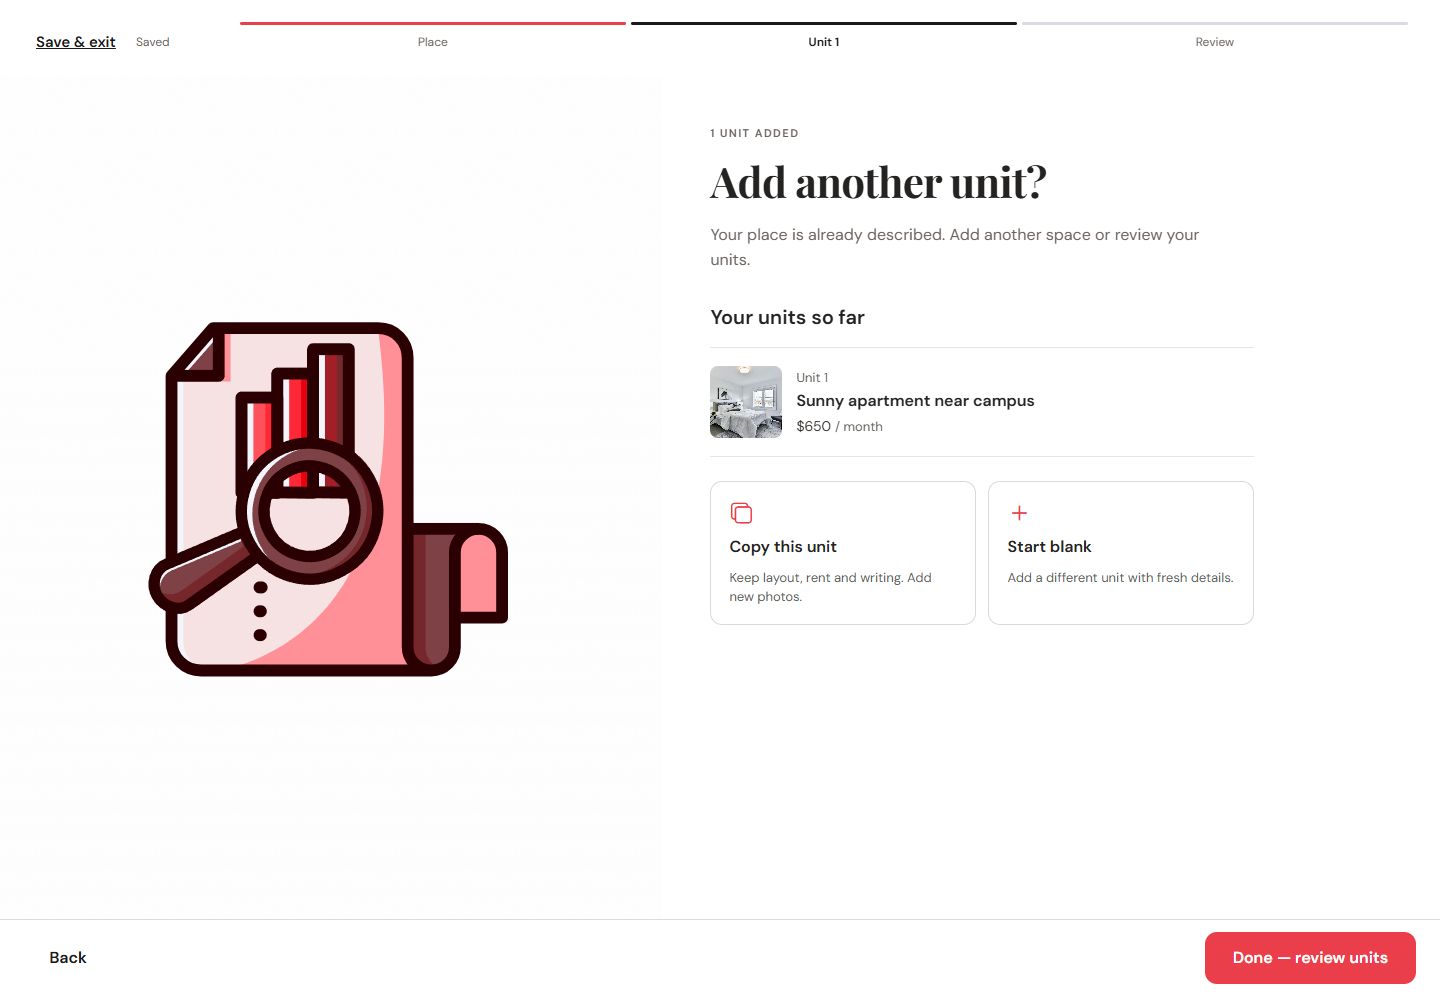 Save & exit
Saved
Place
Unit 1
Review
1 UNIT ADDED
Add another unit?
Your place is already described. Add another space or review your
units.
Your units so far
Unit 1
Sunny apartment near campus
$650 / month
Copy this unit
Keep layout, rent and writing. Add
new photos.
Start blank
Add a different unit with fresh details.
Back
Done — review units